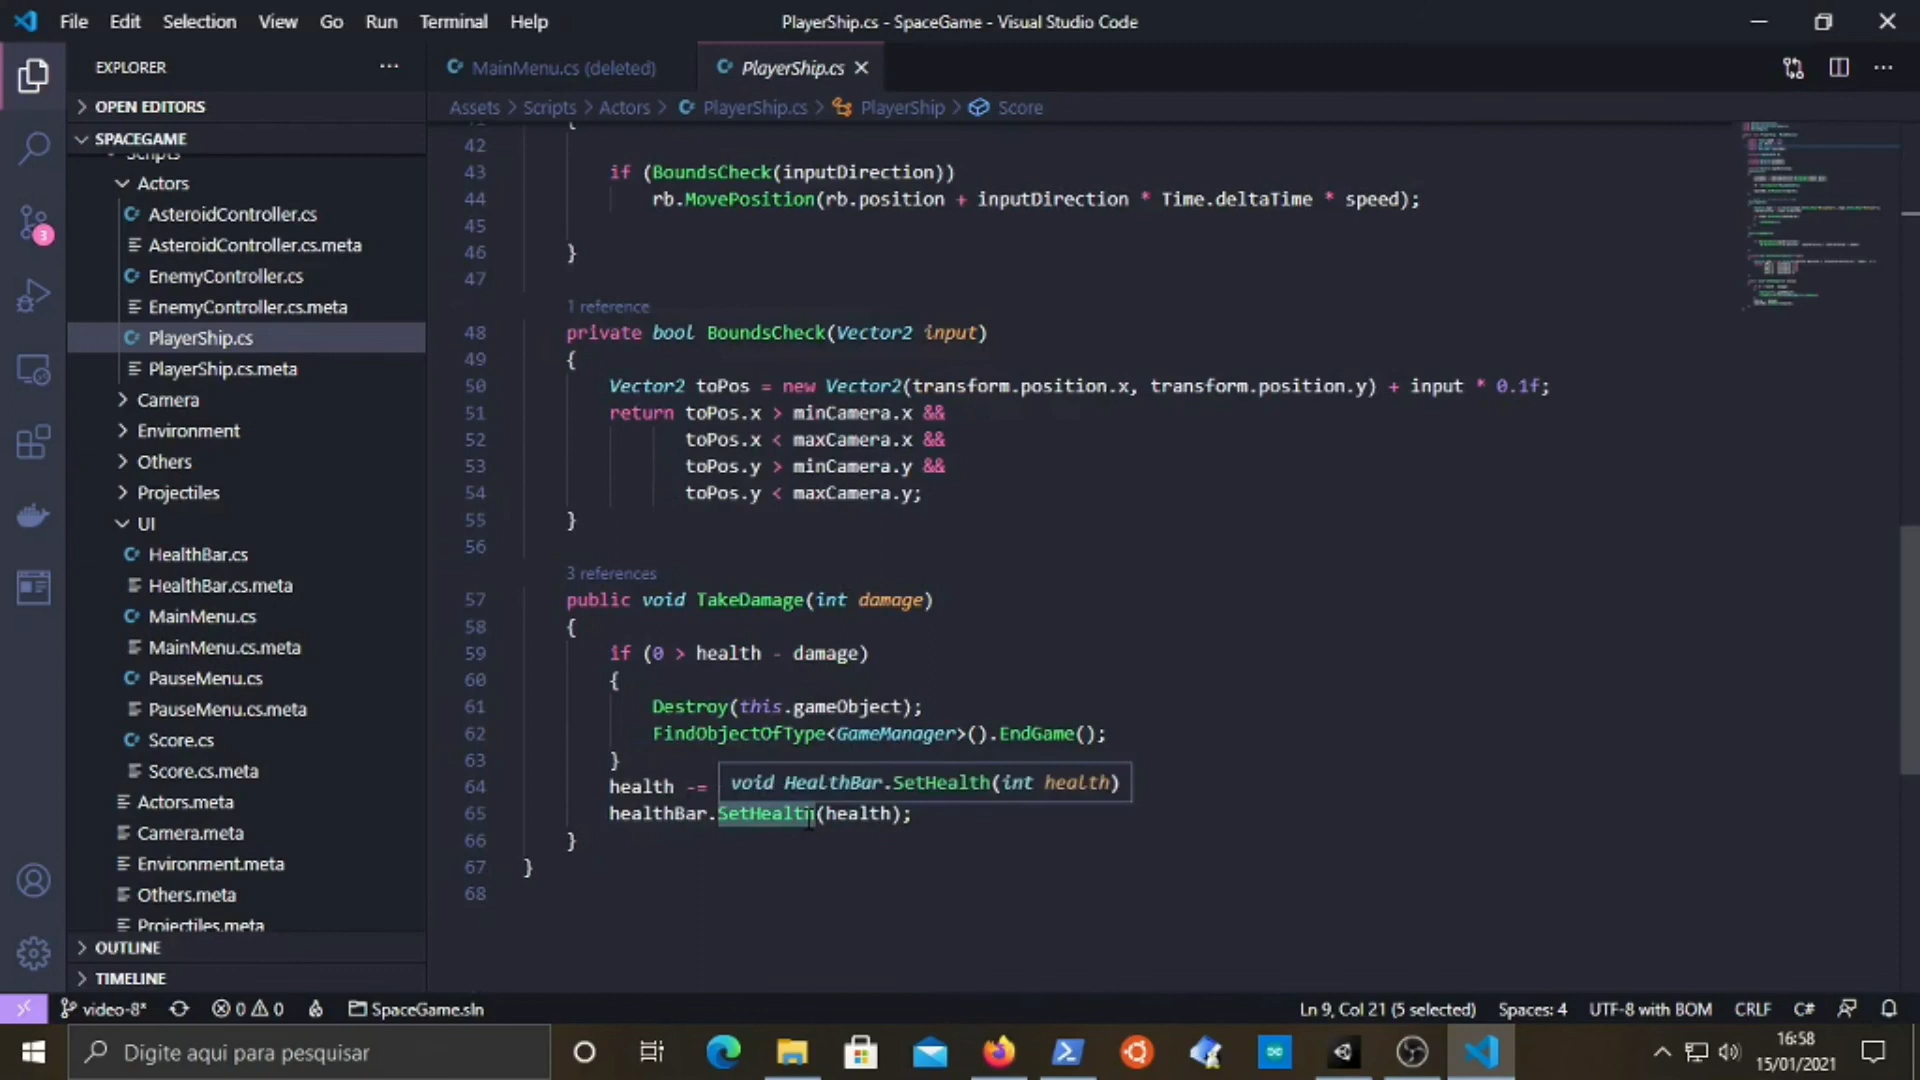 File Edit Selection View Go Run Terminal Help
PlayerShip.cs - SpaceGame - Visual Studio Code
EXPLORER
OPEN EDITORS
SPACEGAME
Scripts
Actors
AsteroidController.cs
AsteroidController.cs.meta
EnemyController.cs
EnemyController.cs.meta
PlayerShip.cs
PlayerShip.cs.meta
Camera
Environment
Others
Projectiles
UI
HealthBar.cs
HealthBar.cs.meta
MainMenu.cs
MainMenu.cs.meta
PauseMenu.cs
PauseMenu.cs.meta
Score.cs
Score.cs.meta
Actors.meta
Camera.meta
Environment.meta
Others.meta
Projectiles.meta
OUTLINE
TIMELINE
3
MainMenu.cs (deleted)
PlayerShip.cs
Assets > Scripts > Actors > PlayerShip.cs > PlayerShip > Score
41 {
42
43 if (BoundsCheck(inputDirection))
44 rb.MovePosition(rb.position + inputDirection * Time.deltaTime * speed);
45
46 }
47
1 reference
48 private bool BoundsCheck(Vector2 input)
49 {
50 Vector2 toPos = new Vector2(transform.position.x, transform.position.y) + input * 0.1f;
51 return toPos.x > minCamera.x &&
52 toPos.x < maxCamera.x &&
53 toPos.y > minCamera.y &&
54 toPos.y < maxCamera.y;
55 }
56
3 references
57 public void TakeDamage(int damage)
58 {
59 if (0 > health - damage)
60 {
61 Destroy(this.gameObject);
62 FindObjectOfType<GameManager>().EndGame();
63 }
64 health -=
void HealthBar.SetHealth(int health)
65 healthBar.SetHealth(health);
66 }
67 }
68
video-8* 0 0 SpaceGame.sln
Ln 9, Col 21 (5 selected) Spaces: 4 UTF-8 with BOM CRLF C#
Digite aqui para pesquisar
16:58
15/01/2021